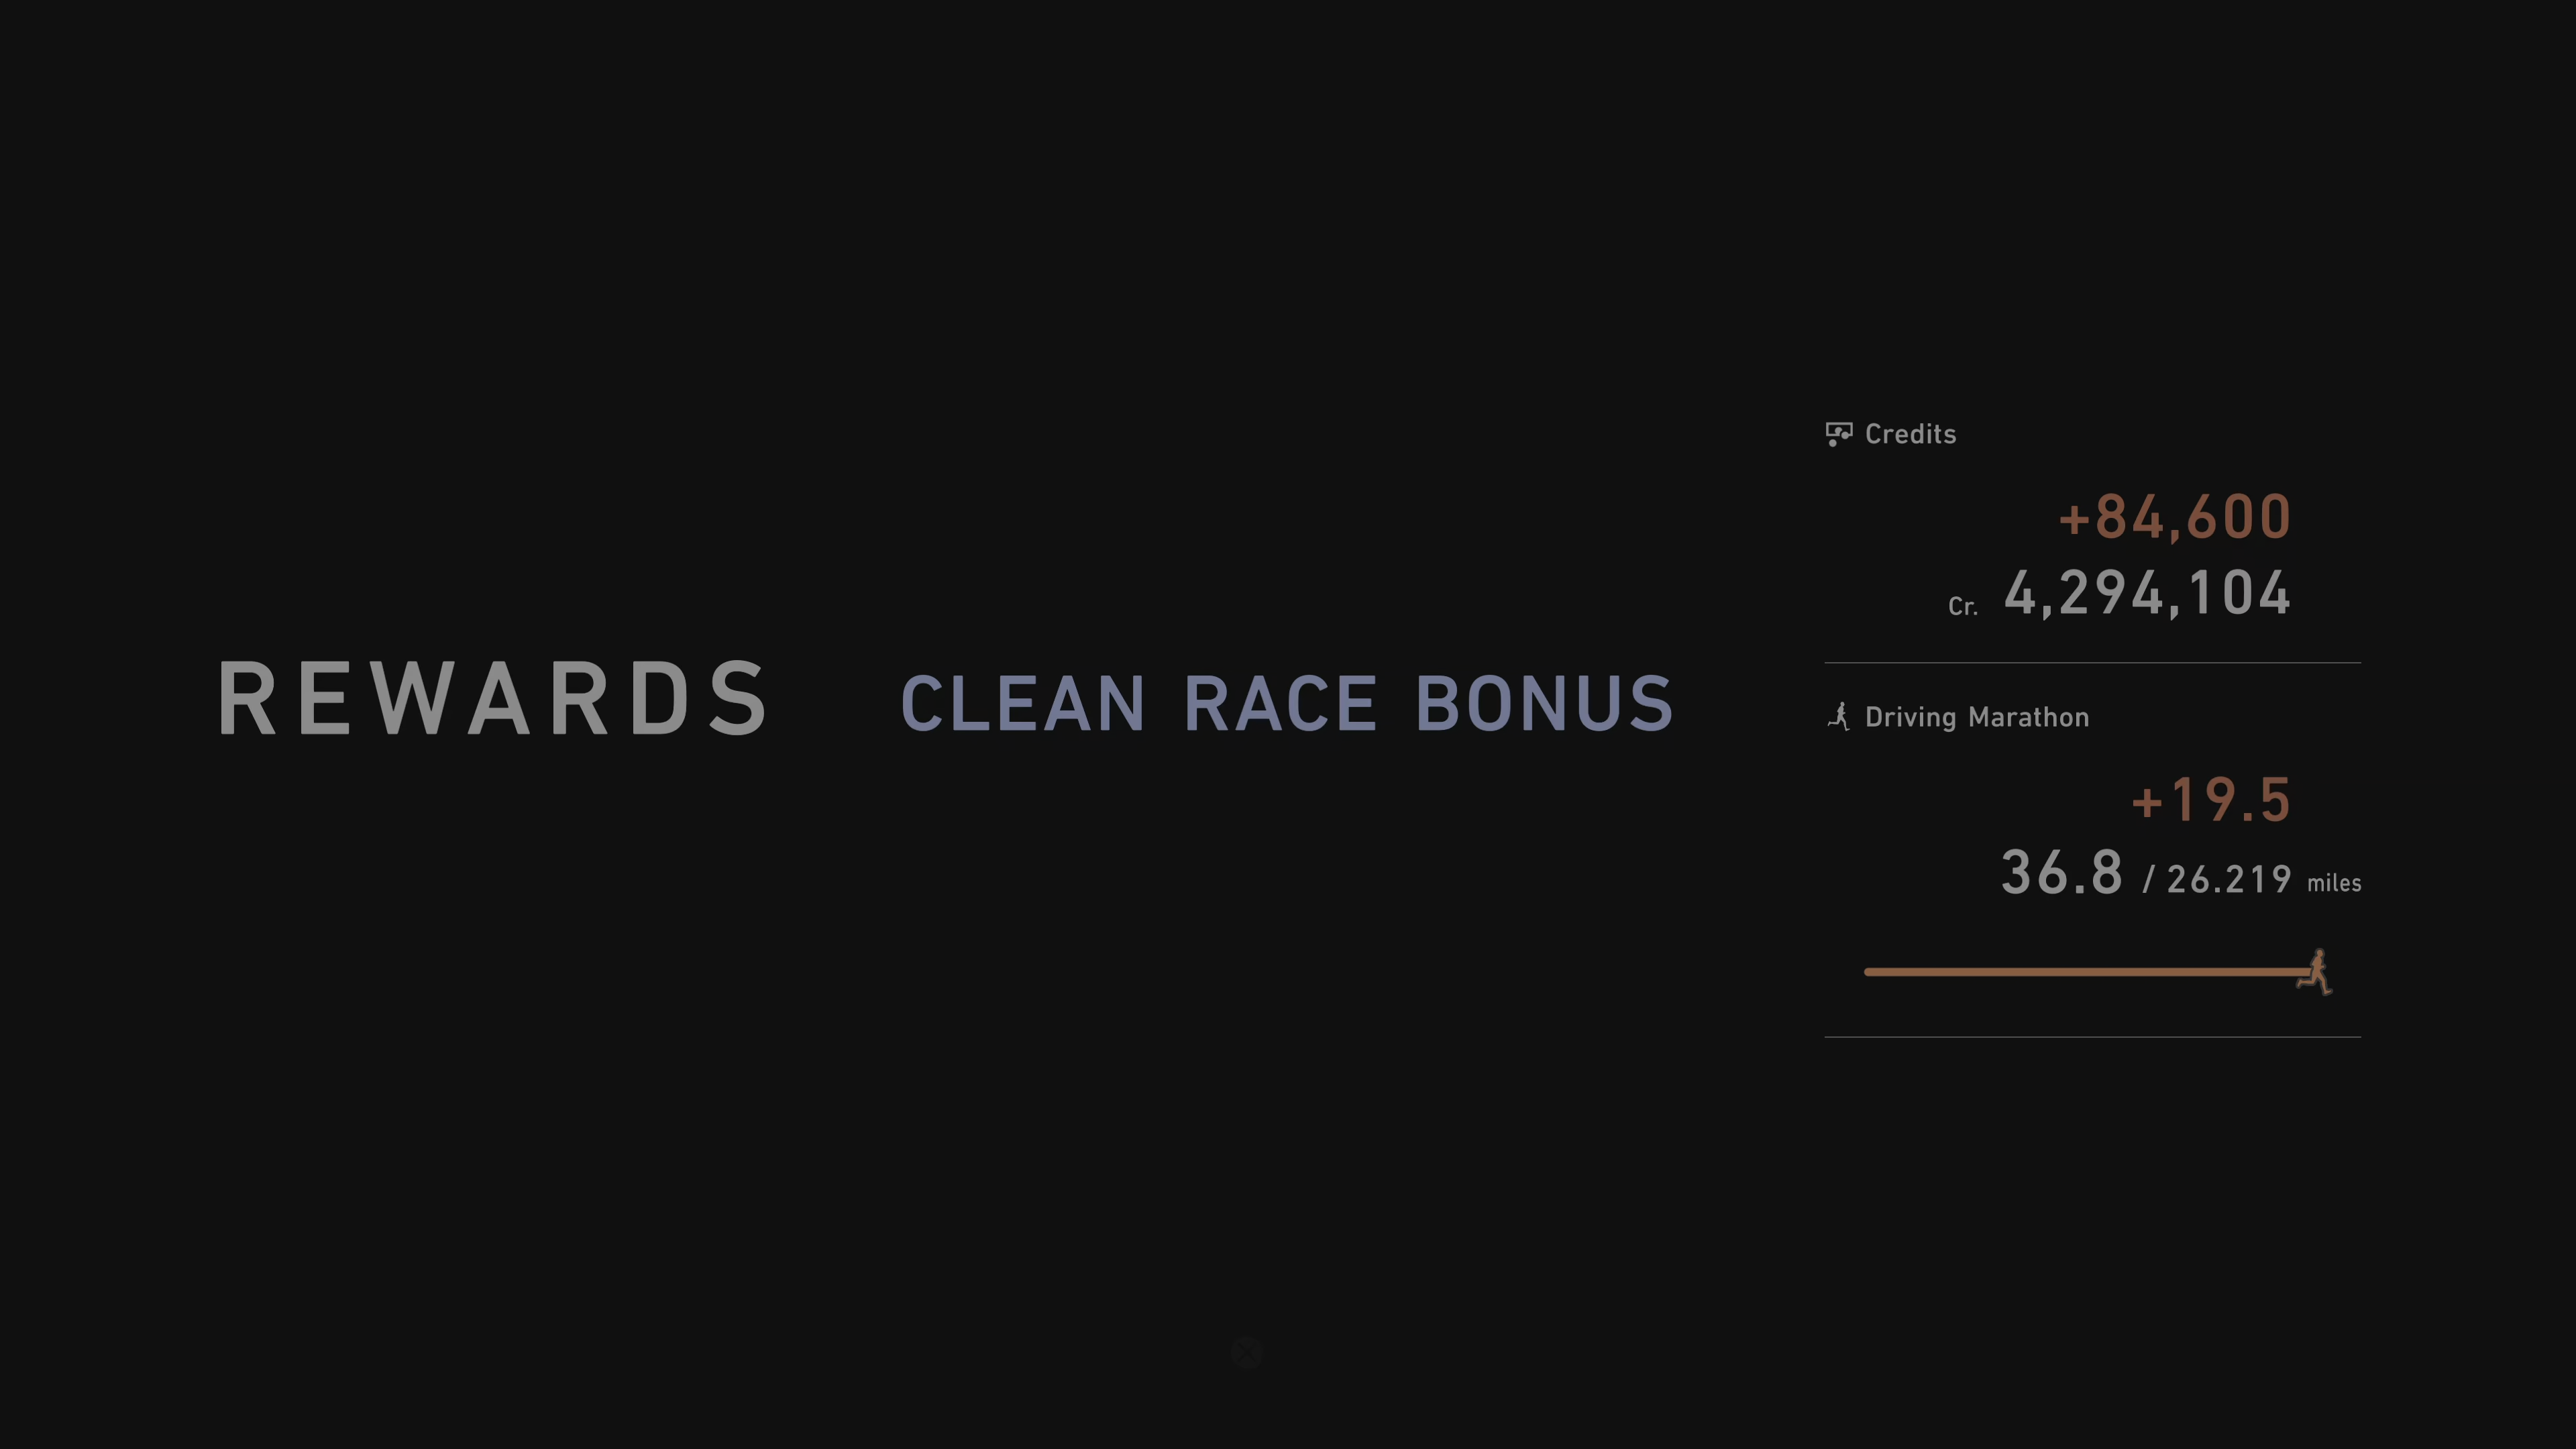 REWARDS
CLEAN RACE BONUS
Credits
+84,600
Cr. 4,294,104
Driving Marathon
+19.5
36.8 / 26.219 miles